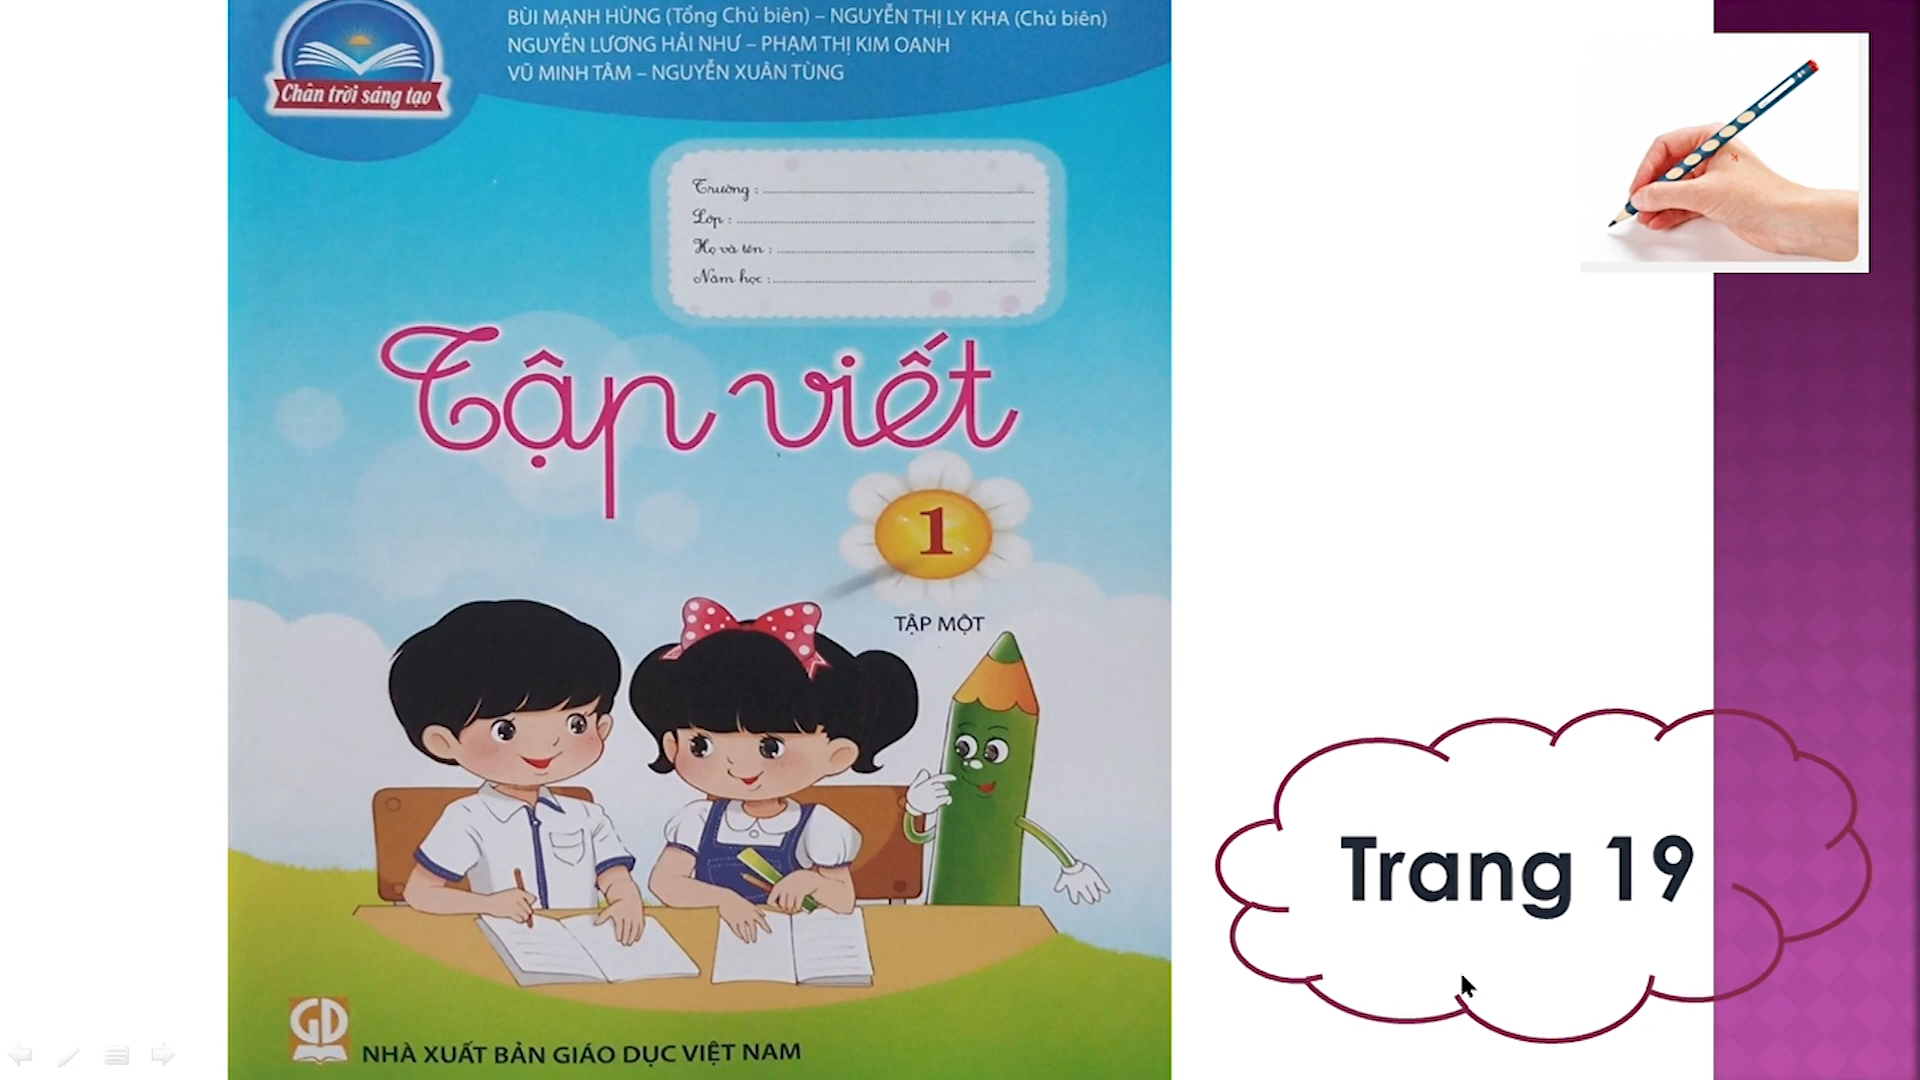 BÙI MẠNH HÙNG (Tổng Chủ biên) – NGUYỄN THỊ LY KHA (Chủ biên)
NGUYỄN LƯƠNG HẢI NHƯ – PHẠM THỊ KIM OANH
VŨ MINH TÂM – NGUYỄN XUÂN TÙNG
Chân trời sáng tạo
Trường :
Lớp :
Họ và tên :
Năm học :
Tập viết
1
TẬP MỘT
Trang 19
GD
NHÀ XUẤT BẢN GIÁO DỤC VIỆT NAM